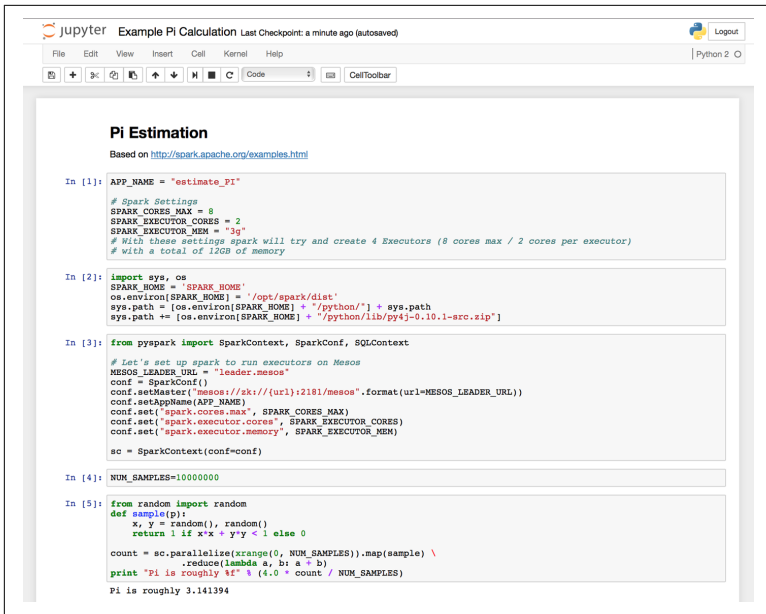 jupyter Example Pi Calculation Last Checkpoint: a minute ago (autosaved)
Logout
File Edit View Insert Cell Kernel Help
Python 2
Code
CellToolbar
Pi Estimation
Based on http://spark.apache.org/examples.html
In [1]: APP_NAME = "estimate_PI"
# Spark Settings
SPARK_CORES_MAX = 8
SPARK_EXECUTOR_CORES = 2
SPARK_EXECUTOR_MEM = "3g"
# With these settings spark will try and create 4 Executors (8 cores max / 2 cores per executor)
# with a total of 12GB of memory
In [2]: import sys, os
SPARK_HOME = 'SPARK_HOME'
os.environ[SPARK_HOME] = '/opt/spark/dist'
sys.path = [os.environ[SPARK_HOME] + "/python/"] + sys.path
sys.path += [os.environ[SPARK_HOME] + "/python/lib/py4j-0.10.1-src.zip"]
In [3]: from pyspark import SparkContext, SparkConf, SQLContext
# Let's set up spark to run executors on Mesos
MESOS_LEADER_URL = "leader.mesos"
conf = SparkConf()
conf.setMaster("mesos://zk://{url}:2181/mesos".format(url=MESOS_LEADER_URL))
conf.setAppName(APP_NAME)
conf.set("spark.cores.max", SPARK_CORES_MAX)
conf.set("spark.executor.cores", SPARK_EXECUTOR_CORES)
conf.set("spark.executor.memory", SPARK_EXECUTOR_MEM)
sc = SparkContext(conf=conf)
In [4]: NUM_SAMPLES=10000000
In [5]: from random import random
def sample(p):
    x, y = random(), random()
    return 1 if x*x + y*y < 1 else 0
count = sc.parallelize(xrange(0, NUM_SAMPLES)).map(sample) \
             .reduce(lambda a, b: a + b)
print "Pi is roughly %f" % (4.0 * count / NUM_SAMPLES)
Pi is roughly 3.141394